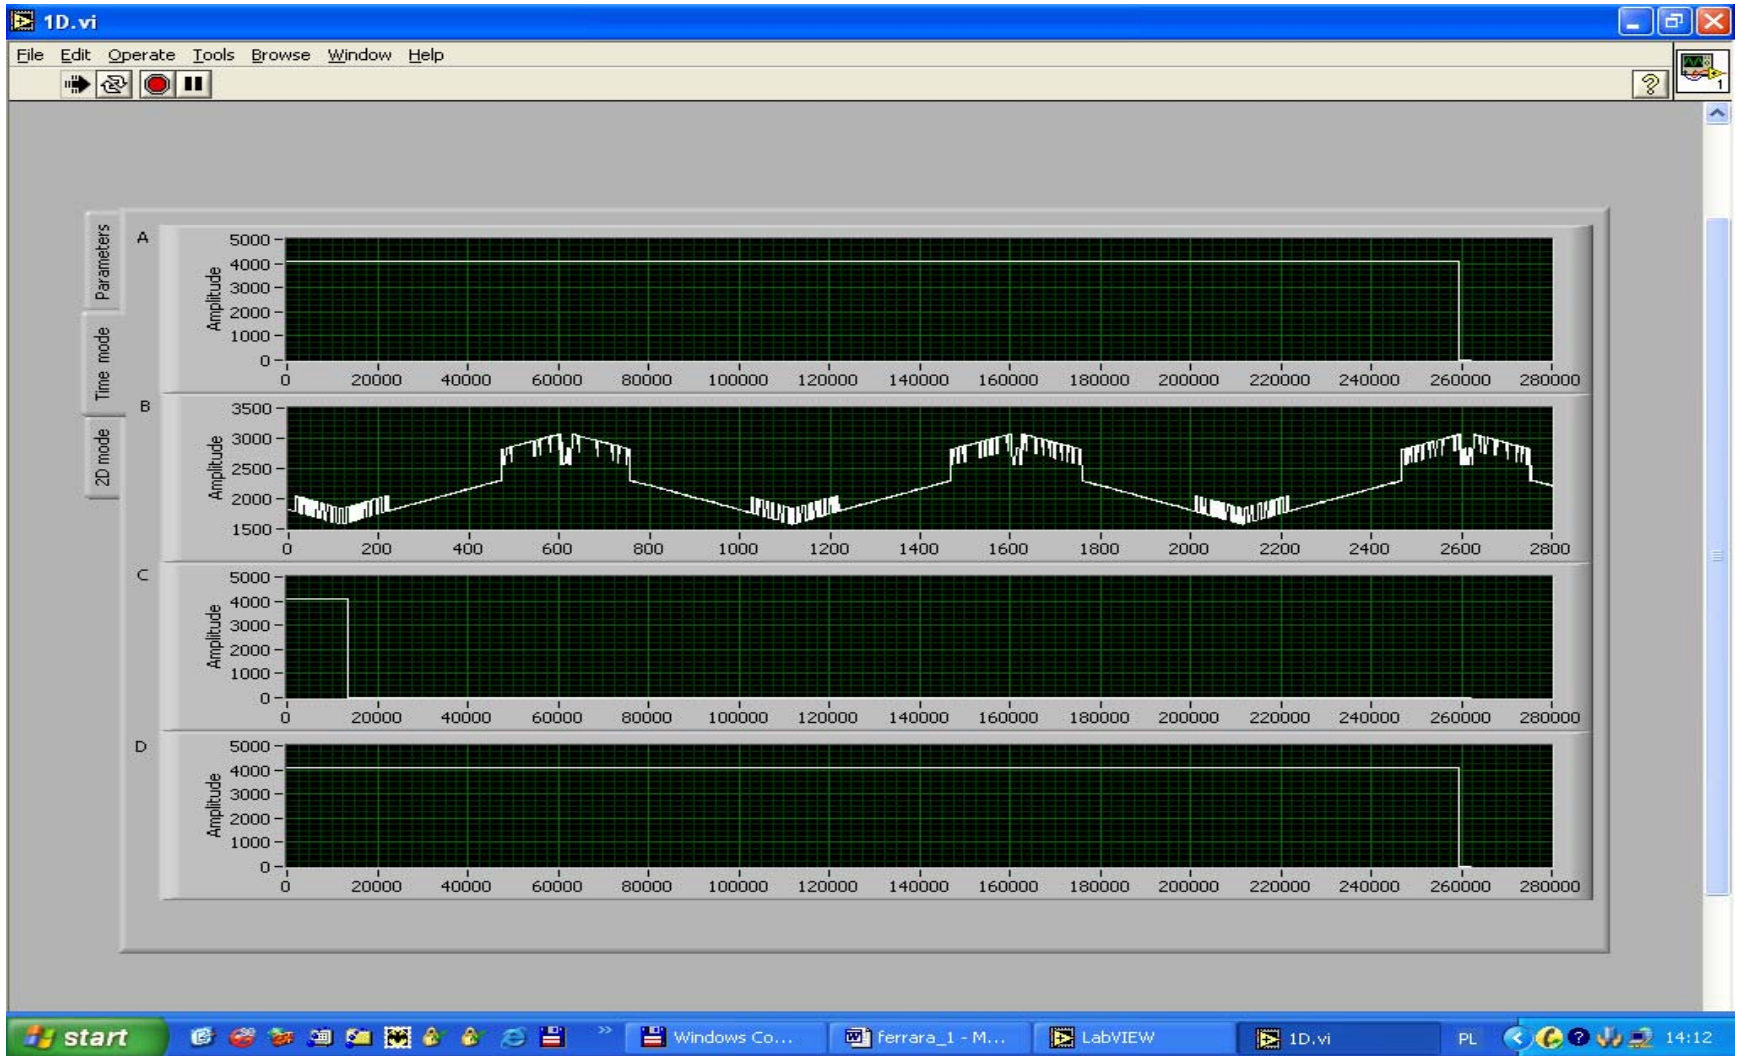 1D.vi
File Edit Operate Tools Browse Window Help
1
Parameters
Time mode
2D mode
A
Amplitude
5000
4000
3000
2000
1000
0
0 20000 40000 60000 80000 100000 120000 140000 160000 180000 200000 220000 240000 260000 280000
B
Amplitude
3500
3000
2500
2000
1500
0 200 400 600 800 1000 1200 1400 1600 1800 2000 2200 2400 2600 2800
C
Amplitude
5000
4000
3000
2000
1000
0
0 20000 40000 60000 80000 100000 120000 140000 160000 180000 200000 220000 240000 260000 280000
D
Amplitude
5000
4000
3000
2000
1000
0
0 20000 40000 60000 80000 100000 120000 140000 160000 180000 200000 220000 240000 260000 280000
start Windows Co... ferrara_1 - M... LabVIEW 1D.vi PL 14:12